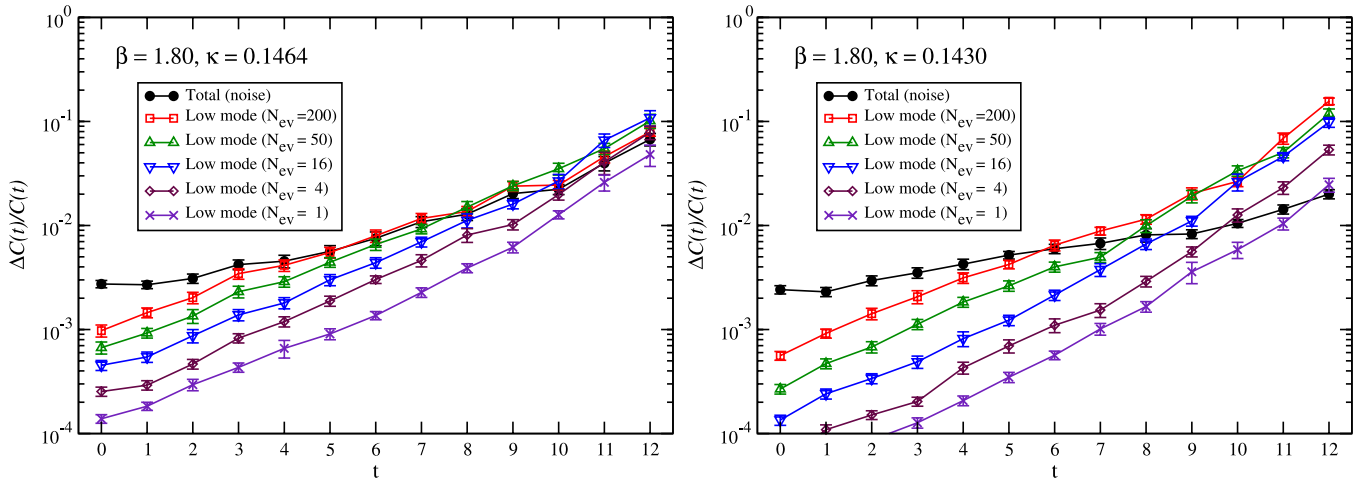 β = 1.80, κ = 0.1464
Total (noise)
Low mode (N_ev =200)
Low mode (N_ev = 50)
Low mode (N_ev = 16)
Low mode (N_ev = 4)
Low mode (N_ev = 1)
ΔC(t)/C(t)
10^0
10^-1
10^-2
10^-3
10^-4
0 1 2 3 4 5 6 7 8 9 10 11 12
t
β = 1.80, κ = 0.1430
Total (noise)
Low mode (N_ev =200)
Low mode (N_ev = 50)
Low mode (N_ev = 16)
Low mode (N_ev = 4)
Low mode (N_ev = 1)
ΔC(t)/C(t)
10^0
10^-1
10^-2
10^-3
10^-4
0 1 2 3 4 5 6 7 8 9 10 11 12
t